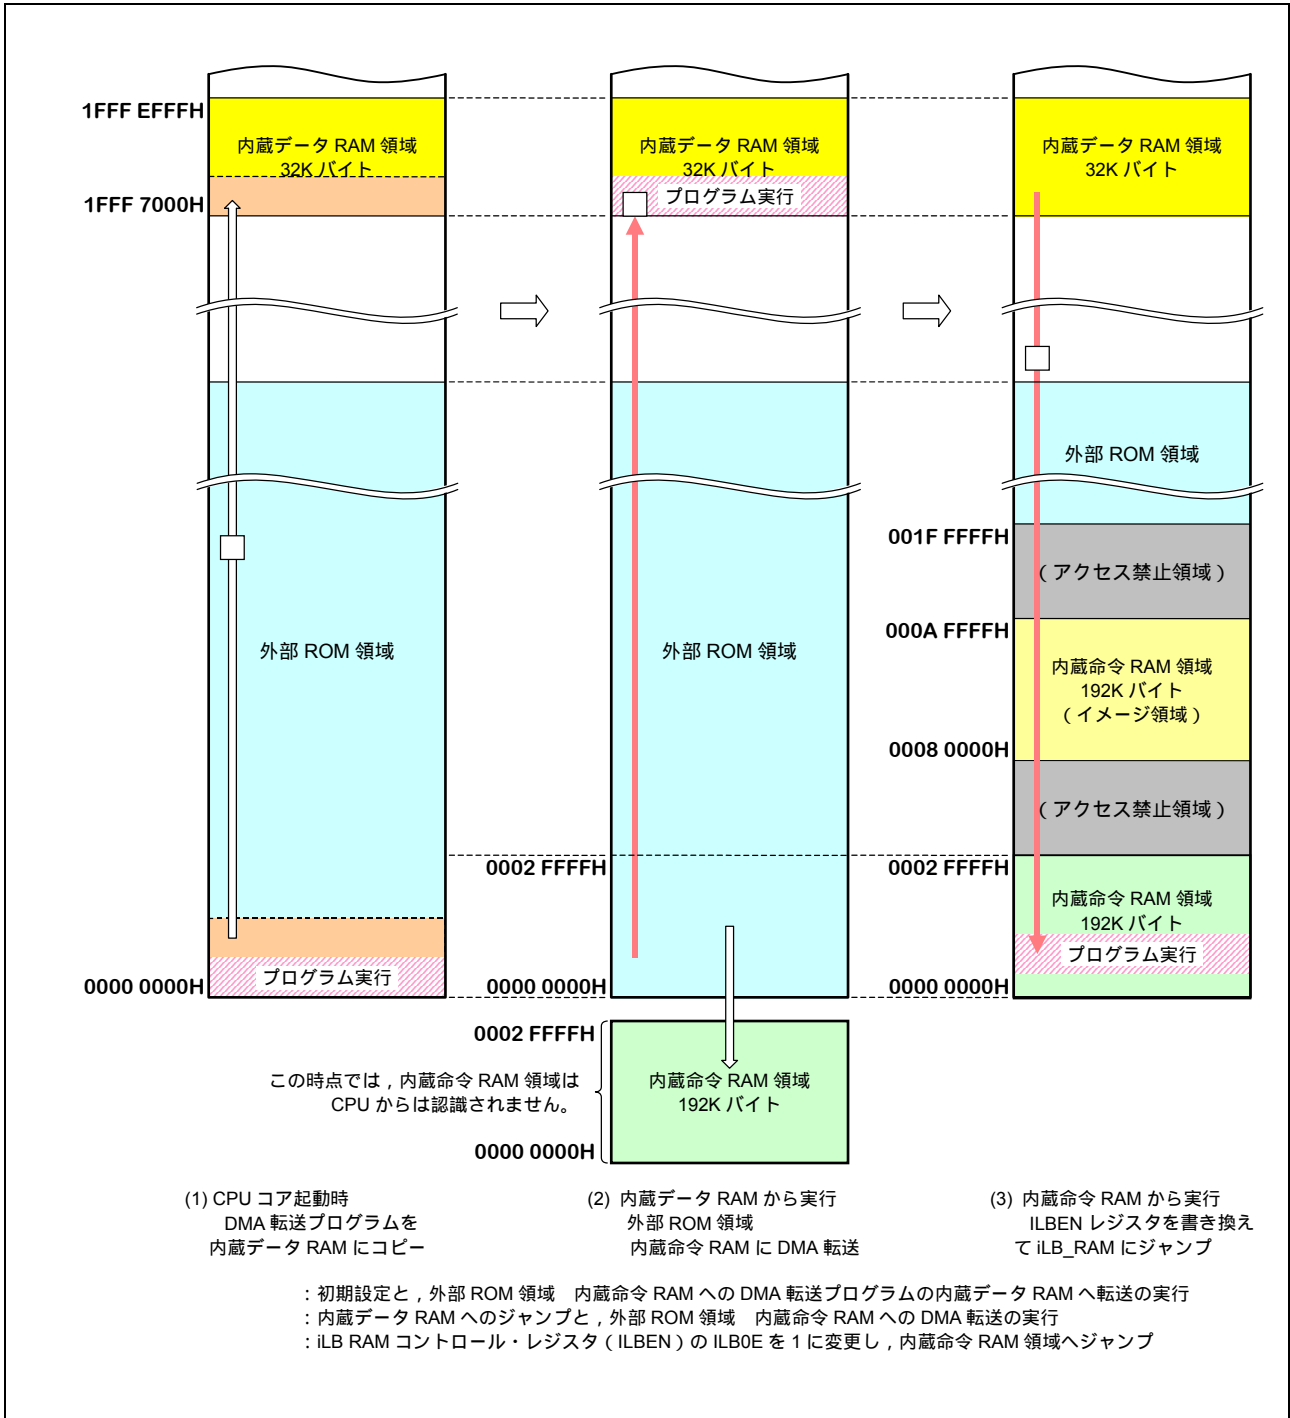 1FFF EFFFH
内蔵データ RAM 領域
32K バイト
1FFF 7000H
外部 ROM 領域
プログラム実行
0000 0000H
内蔵データ RAM 領域
32K バイト
プログラム実行
外部 ROM 領域
0002 FFFFH
0000 0000H
0002 FFFFH
この時点では，内蔵命令 RAM 領域は
CPU からは認識されません。
内蔵命令 RAM 領域
192K バイト
0000 0000H
内蔵データ RAM 領域
32K バイト
外部 ROM 領域
001F FFFFH
（アクセス禁止領域）
000A FFFFH
内蔵命令 RAM 領域
192K バイト
（イメージ領域）
0008 0000H
（アクセス禁止領域）
0002 FFFFH
内蔵命令 RAM 領域
192K バイト
プログラム実行
0000 0000H
(1) CPU コア起動時
DMA 転送プログラムを
内蔵データ RAM にコピー
(2) 内蔵データ RAM から実行
外部 ROM 領域
内蔵命令 RAM に DMA 転送
(3) 内蔵命令 RAM から実行
ILBEN レジスタを書き換え
て iLB_RAM にジャンプ
：初期設定と，外部 ROM 領域　内蔵命令 RAM への DMA 転送プログラムの内蔵データ RAM へ転送の実行
：内蔵データ RAM へのジャンプと，外部 ROM 領域　内蔵命令 RAM への DMA 転送の実行
：iLB RAM コントロール・レジスタ（ILBEN）の ILB0E を 1 に変更し，内蔵命令 RAM 領域へジャンプ